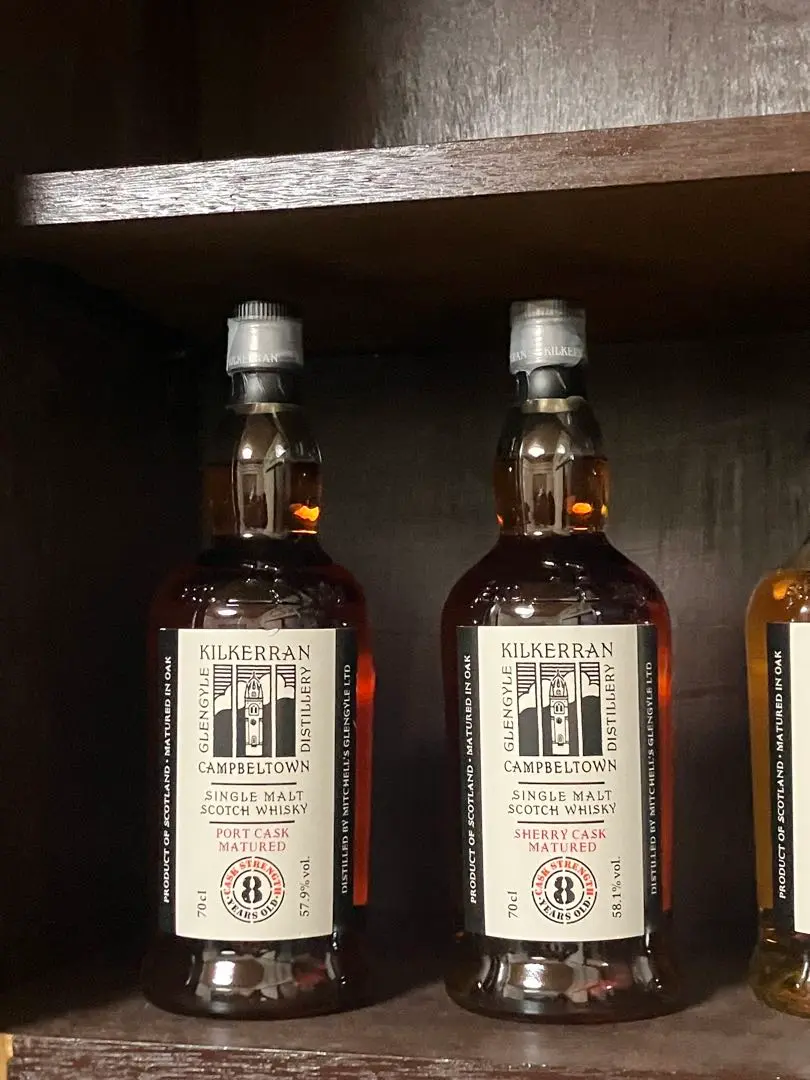 KILKERRAN
KILKERRAN
GLENGYLE
DISTILLERY
CAMPBELTOWN
SINGLE MALT
SCOTCH WHISKY
PORT CASK
MATURED
CASK STRENGTH
8
YEARS OLD
70cl
57.9% vol.
PRODUCT OF SCOTLAND • MATURED IN OAK
DISTILLED BY MITCHELL'S GLENGYLE LTD
KILKERRAN
GLENGYLE
DISTILLERY
CAMPBELTOWN
SINGLE MALT
SCOTCH WHISKY
SHERRY CASK
MATURED
CASK STRENGTH
8
YEARS OLD
70cl
58.1% vol.
PRODUCT OF SCOTLAND • MATURED IN OAK
DISTILLED BY MITCHELL'S GLENGYLE LTD
PRODUCT OF SCOTLAND • MATURED IN OAK